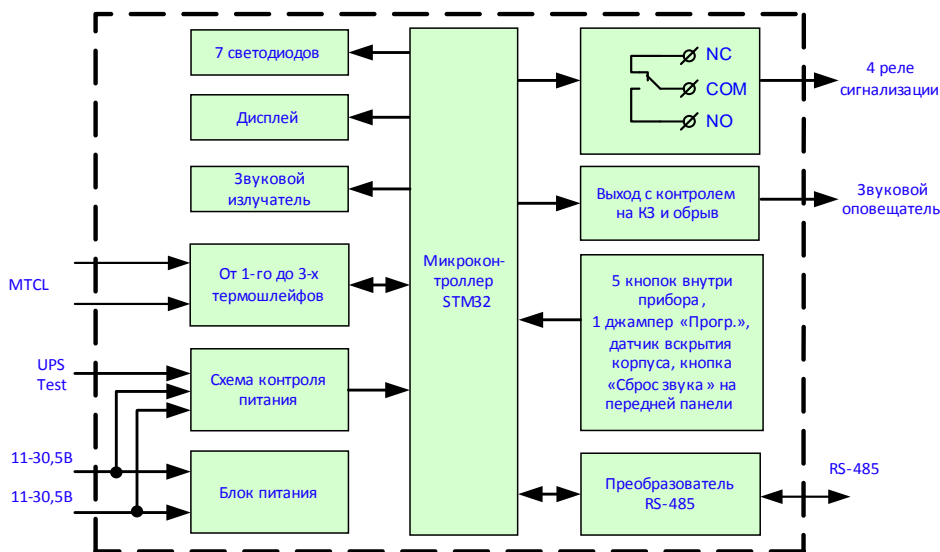 7 светодиодов
Дисплей
Звуковой
излучатель
MTCL
От 1-го до 3-х
термошлейфов
UPS
Test
Схема контроля
питания
11-30,5В
11-30,5В
Блок питания
Микрокон-
троллер
STM32
NC
COM
NO
4 реле
сигнализации
Выход с контролем
на КЗ и обрыв
Звуковой
оповещатель
5 кнопок внутри
прибора ,
1 джампер «Прогр.»,
датчик вскрытия
корпуса, кнопка
«Сброс звука » на
передней панели
Преобразователь
RS-485
RS-485